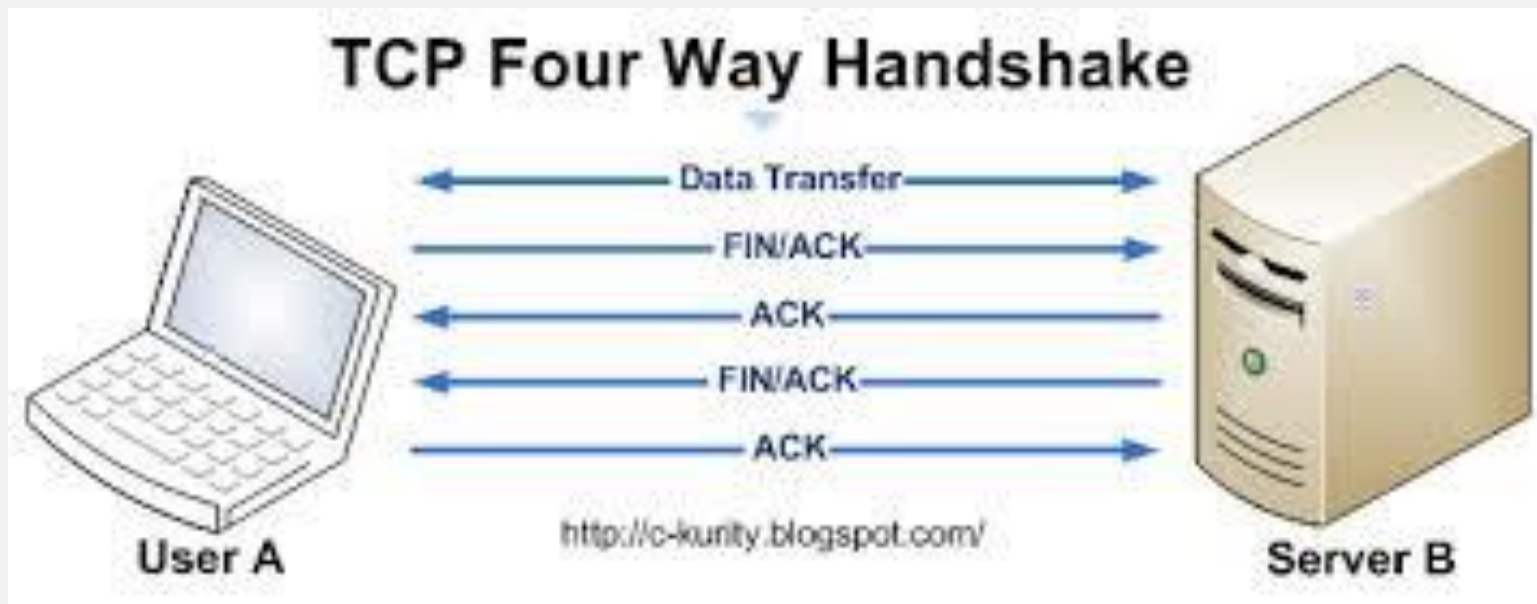 TCP Four Way Handshake
Data Transfer
FIN/ACK
ACK
FIN/ACK
ACK
http://c-kurity.blogspot.com/
User A
Server B